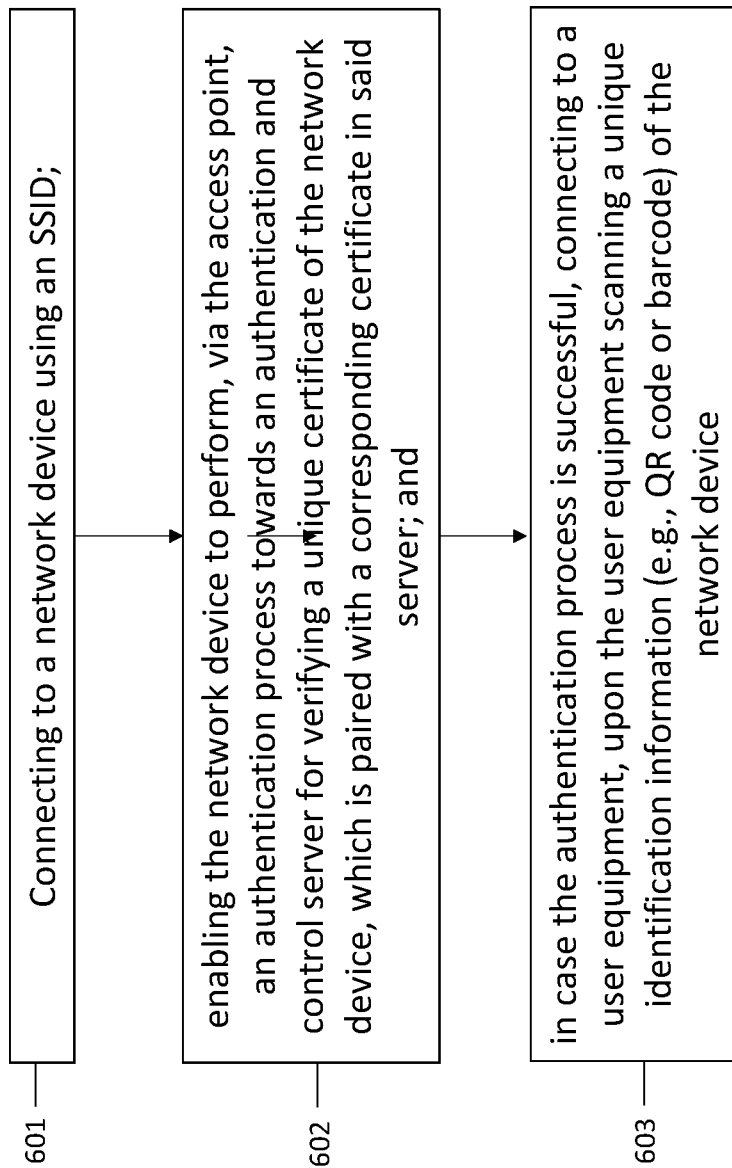 601
Connecting to a network device using an SSID;
602
enabling the network device to perform, via the access point,
an authentication process towards an authentication and
control server for verifying a unique certificate of the network
device, which is paired with a corresponding certificate in said
server; and
603
in case the authentication process is successful, connecting to a
user equipment, upon the user equipment scanning a unique
identification information (e.g., QR code or barcode) of the
network device